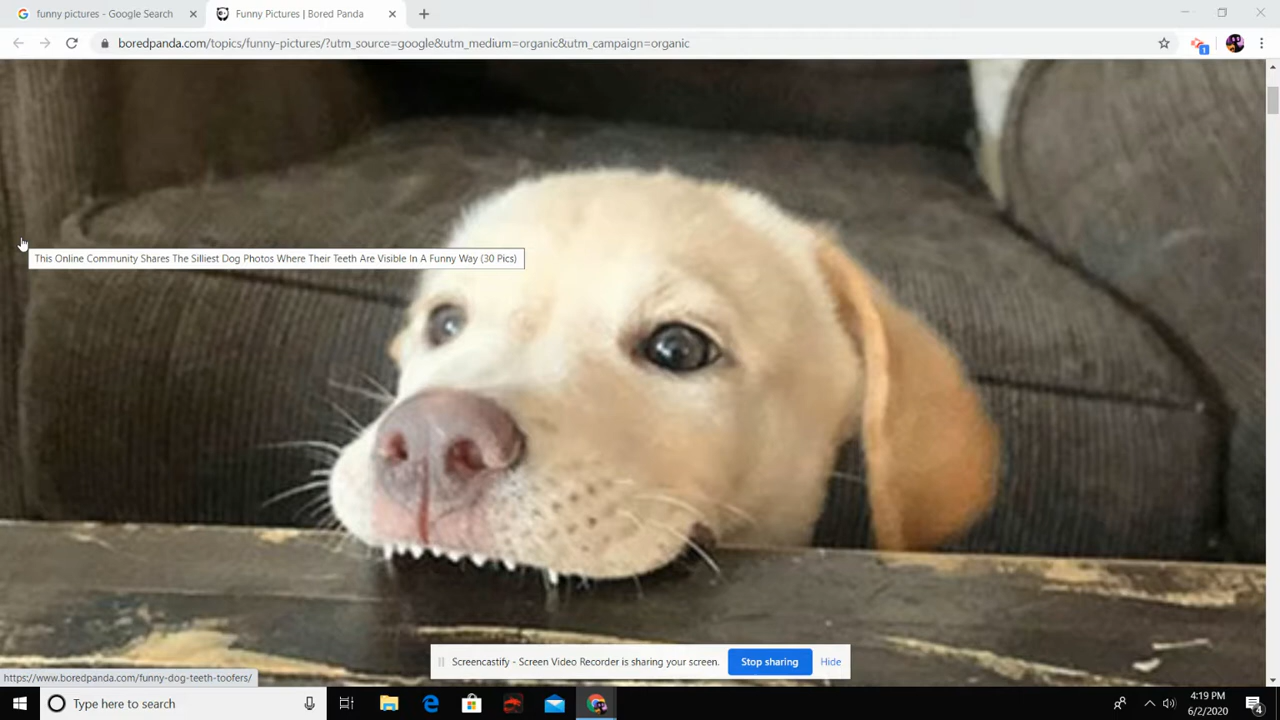 funny pictures - Google Search
Funny Pictures | Bored Panda
boredpanda.com/topics/funny-pictures/?utm_source=google&utm_medium=organic&utm_campaign=organic
1
This Online Community Shares The Silliest Dog Photos Where Their Teeth Are Visible In A Funny Way (30 Pics)
Screencastify - Screen Video Recorder is sharing your screen. Stop sharing Hide
https://www.boredpanda.com/funny-dog-teeth-toofers/
Type here to search
4:19 PM
6/2/2020
4